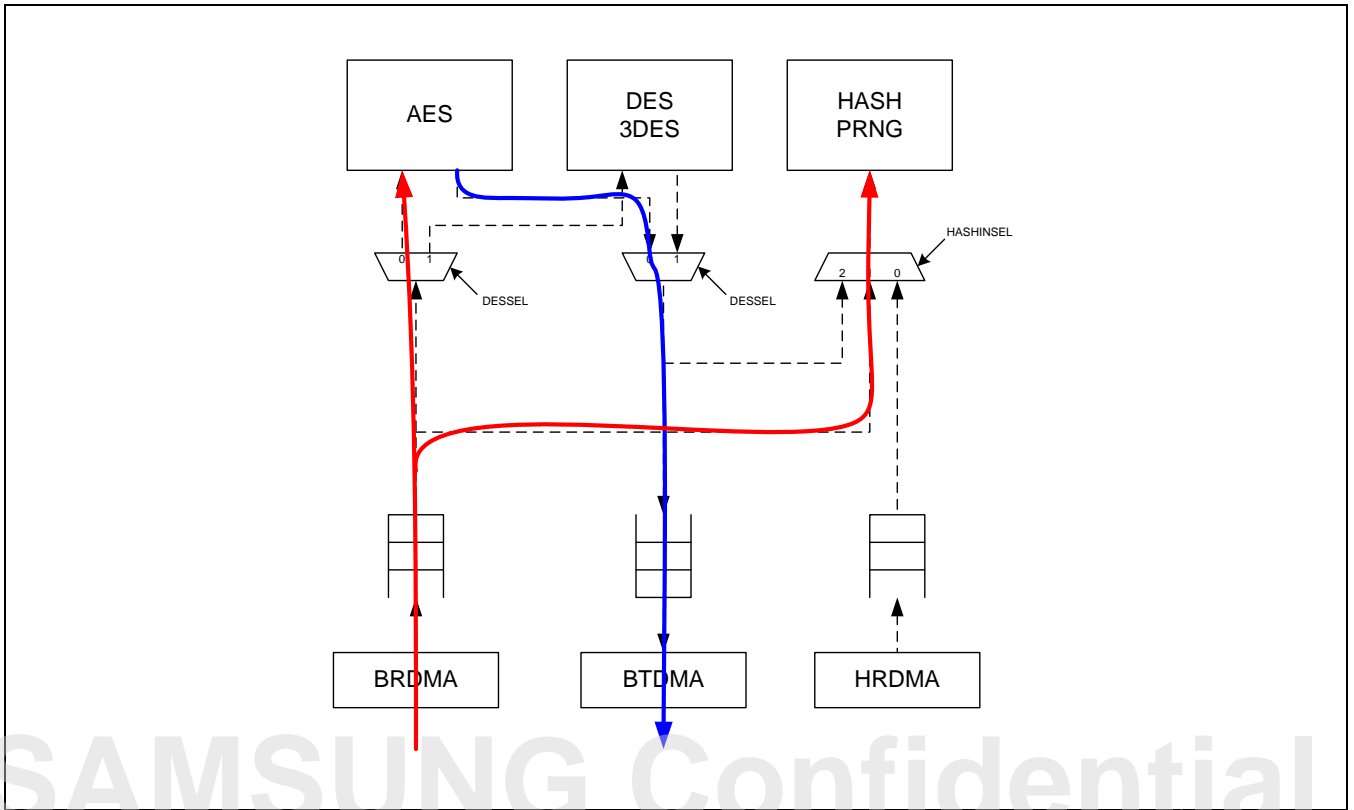 AES
DES
3DES
HASH
PRNG
HASHINSEL
0 1
0 1
2 0
DESSEL
DESSEL
BRDMA
BTDMA
HRDMA
SAMSUNG Confidential